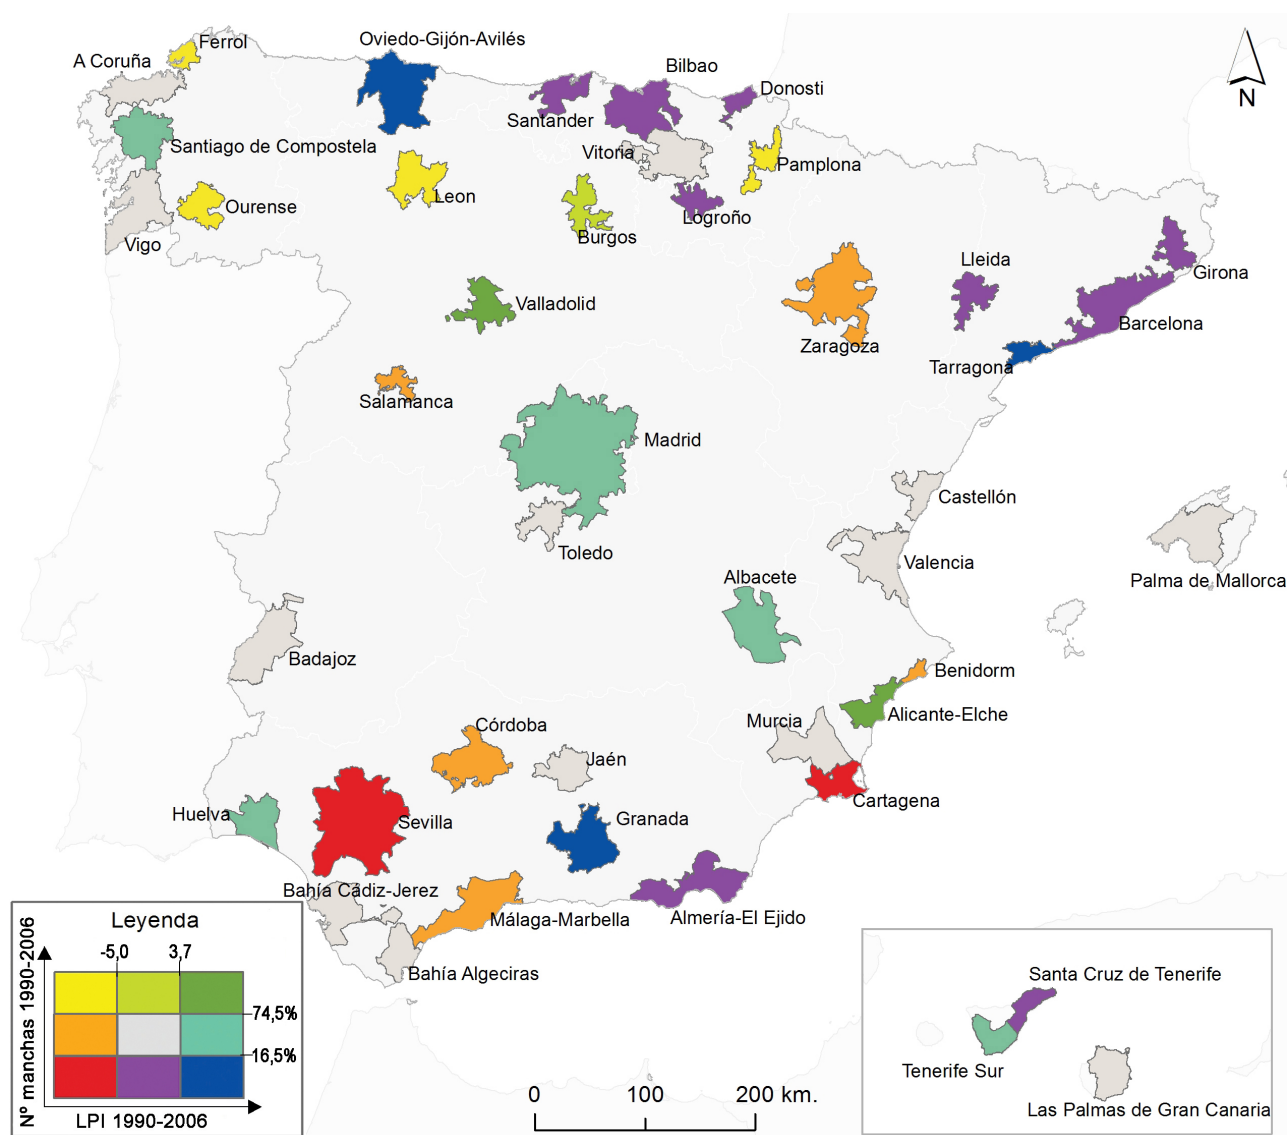 Ferrol
Oviedo-Gijón-Avilés
A Coruña
Bilbao
Donosti
Santander
Santiago de Compostela
Vitoria
Pamplona
Leon
Ourense
Logroño
Burgos
Vigo
N
Lleida
Girona
Valladolid
Barcelona
Zaragoza
Tarragona
Salamanca
Madrid
Castellón
Toledo
Valencia
Albacete
Palma de Mallorca
Badajoz
Benidorm
Alicante-Elche
Murcia
Córdoba
Jaén
Cartagena
Huelva
Sevilla
Granada
Bahía Cádiz-Jerez
Málaga-Marbella
Almería-El Ejido
Bahía Algeciras
Leyenda
-5,0 3,7
74,5%
16,5%
Nº manchas 1990-2006
LPI 1990-2006
0 100 200 km.
Santa Cruz de Tenerife
Tenerife Sur
Las Palmas de Gran Canaria